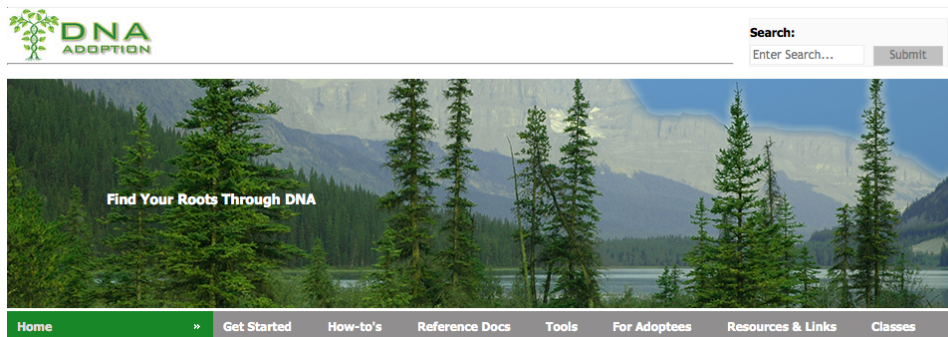 DNA
ADOPTION
Search:
Enter Search...
Submit
Find Your Roots Through DNA
Home » Get Started How-to's Reference Docs Tools For Adoptees Resources & Links Classes